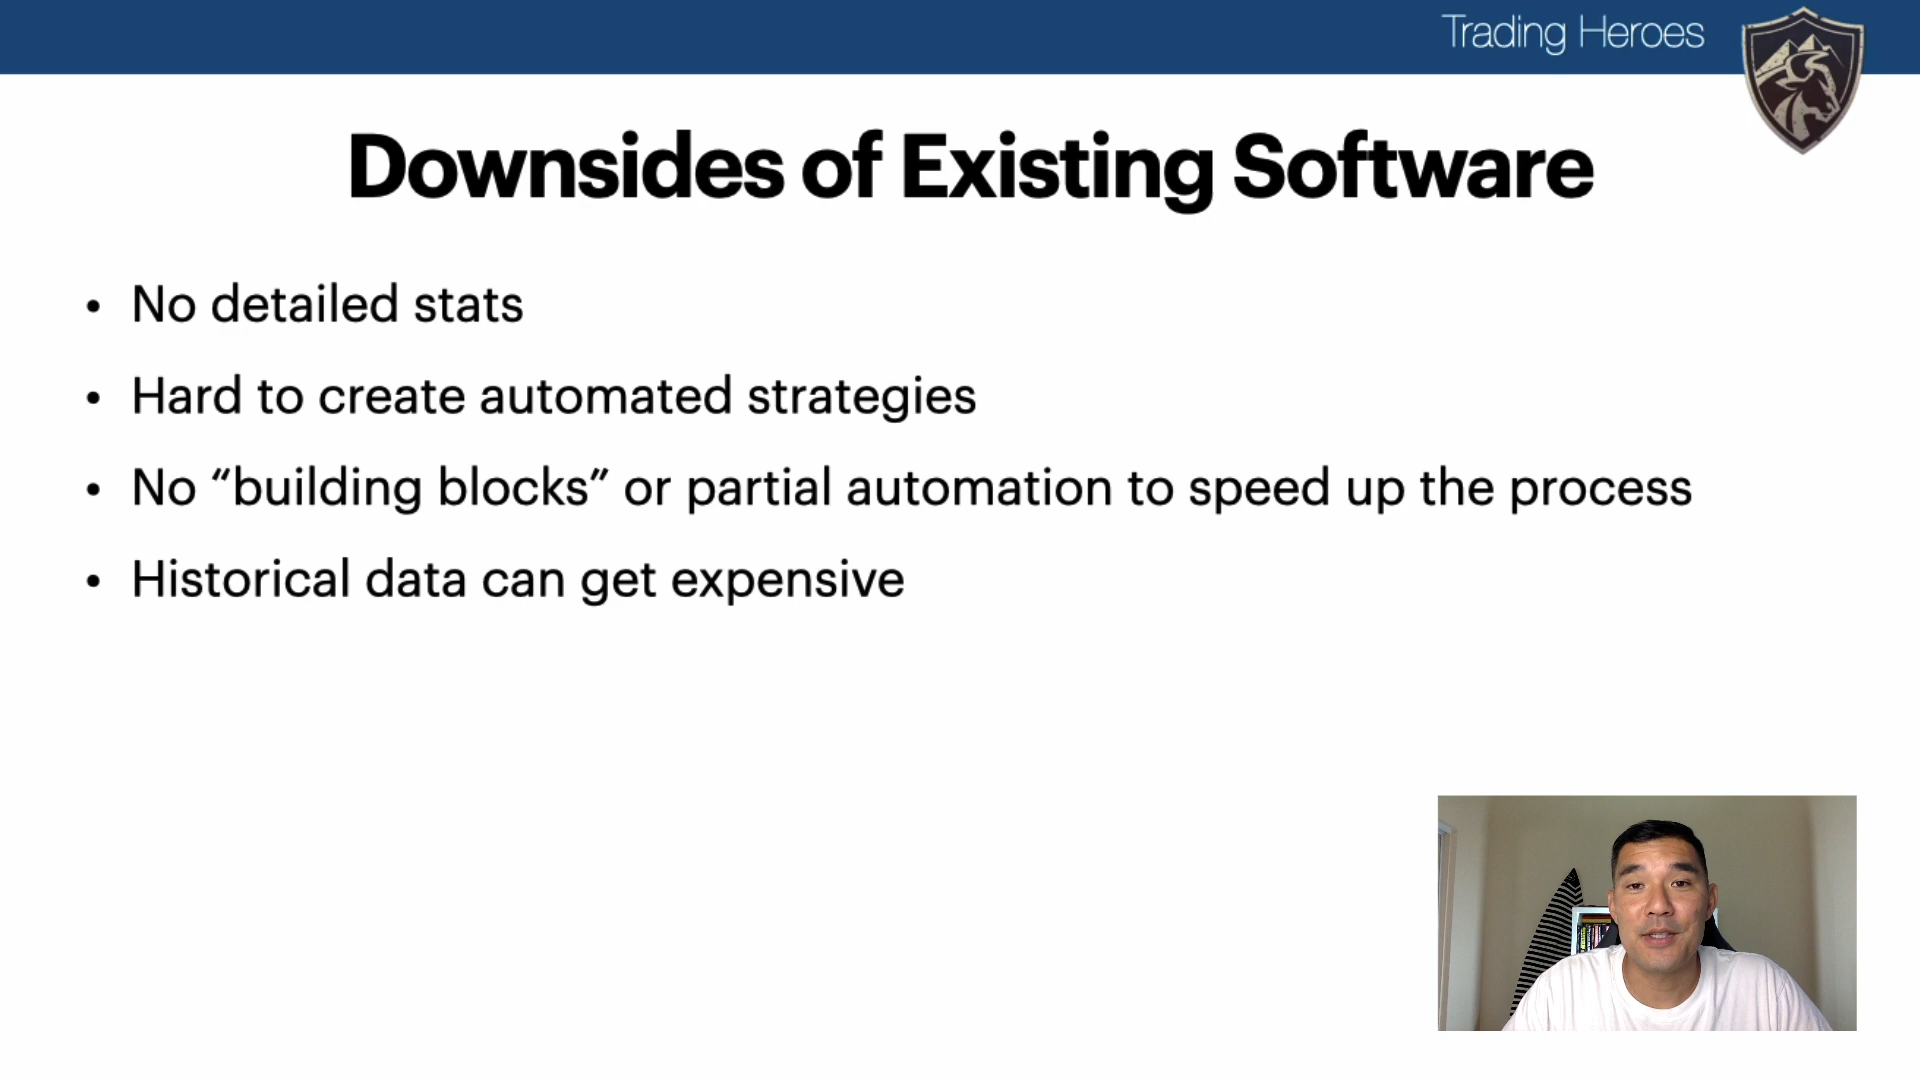 Trading Heroes
Downsides of Existing Software
• No detailed stats
• Hard to create automated strategies
• No “building blocks” or partial automation to speed up the process
• Historical data can get expensive